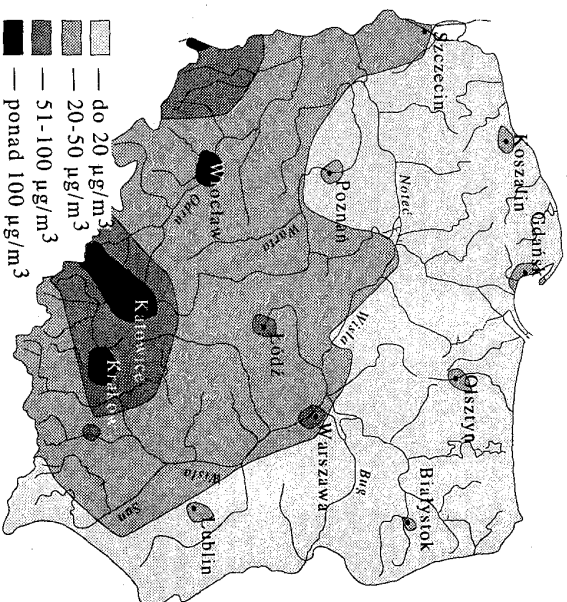 Szczecin
Koszalin
Gdańsk
Olsztyn
Białystok
Noteć
Poznań
Wisła
Bug
Warszawa
Warta
Łódź
Wrocław
Odra
Wisła
San
Lublin
Katowice
Kraków
— do 20 µg/m3
— 20-50 µg/m3
— 51-100 µg/m3
— ponad 100 µg/m3